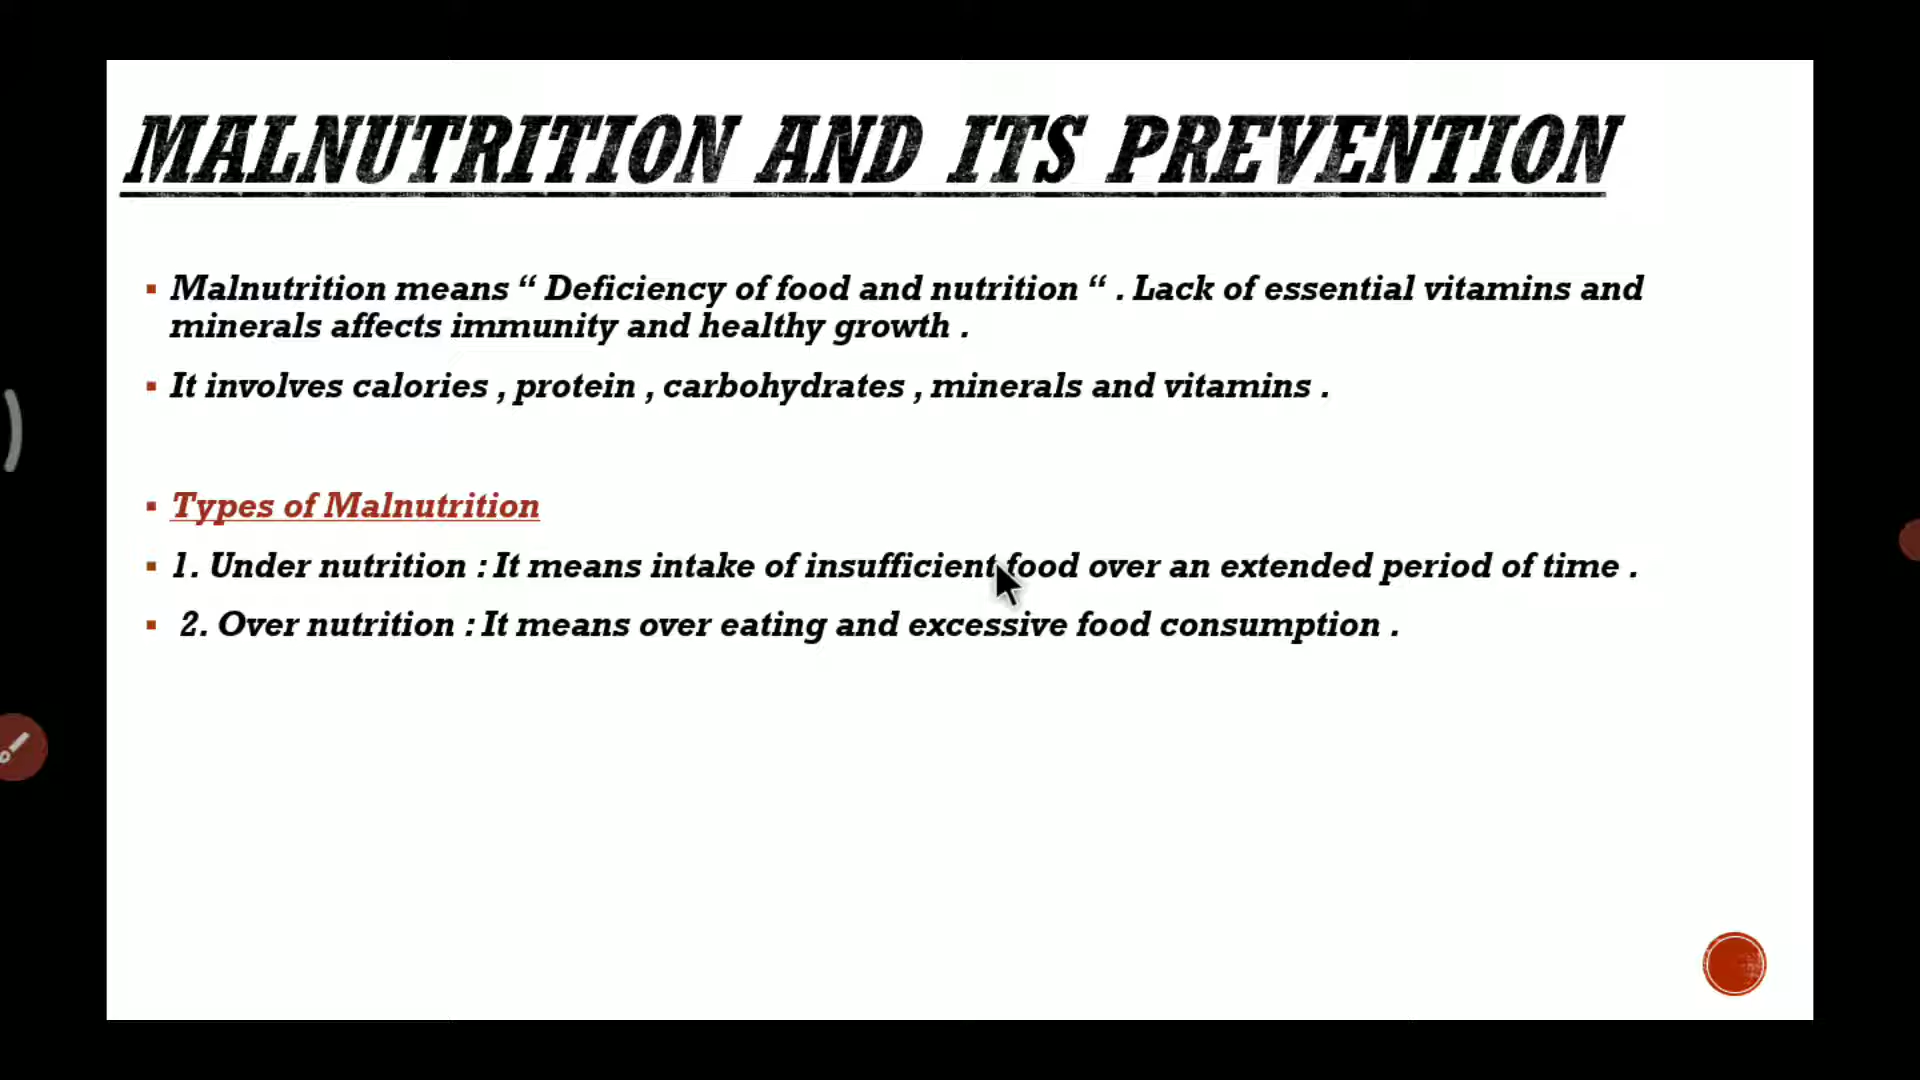 MALNUTRITION AND ITS PREVENTION
▪ Malnutrition means “ Deficiency of food and nutrition “ . Lack of essential vitamins and
minerals affects immunity and healthy growth .
▪ It involves calories , protein , carbohydrates , minerals and vitamins .
▪ Types of Malnutrition
▪ 1. Under nutrition : It means intake of insufficient food over an extended period of time .
▪ 2. Over nutrition : It means over eating and excessive food consumption .